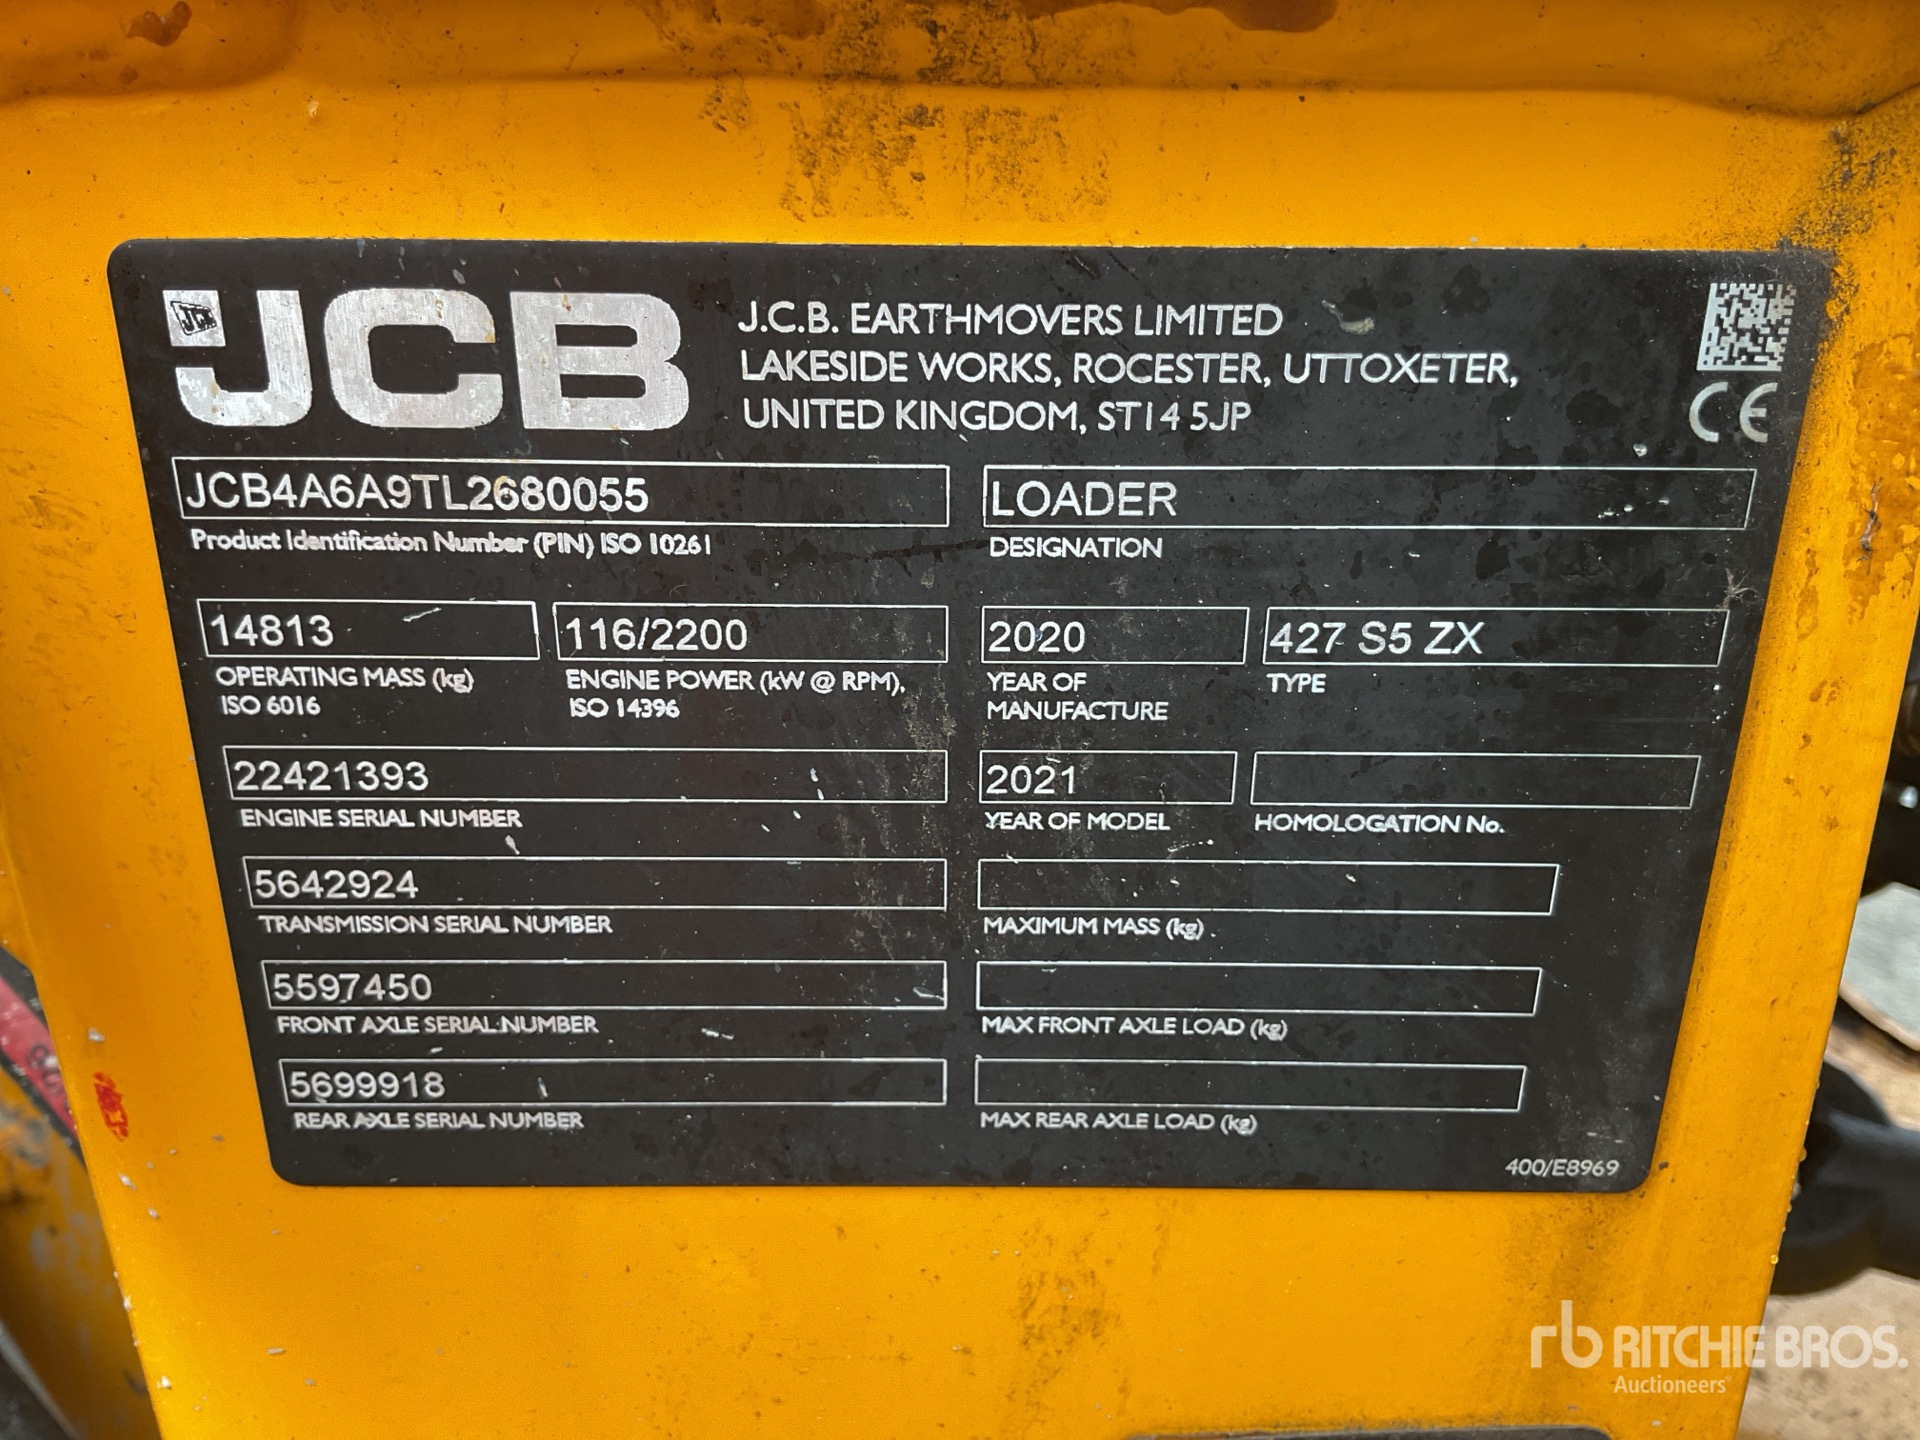 JCB
J.C.B. EARTHMOVERS LIMITED
LAKESIDE WORKS, ROCESTER, UTTOXETER,
UNITED KINGDOM, ST14 5JP
CE
JCB4A6A9TL2680055
Product Identification Number (PIN) ISO 10261
LOADER
DESIGNATION
14813
OPERATING MASS (kg)
ISO 6016
116/2200
ENGINE POWER (kW @ RPM),
ISO 14396
2020
YEAR OF
MANUFACTURE
427 S5 ZX
TYPE
22421393
ENGINE SERIAL NUMBER
2021
YEAR OF MODEL
HOMOLOGATION No.
5642924
TRANSMISSION SERIAL NUMBER
MAXIMUM MASS (kg)
5597450
FRONT AXLE SERIAL NUMBER
MAX FRONT AXLE LOAD (kg)
5699918
REAR AXLE SERIAL NUMBER
MAX REAR AXLE LOAD (kg)
400/E8969
rb RITCHIE BROS.
Auctioneers